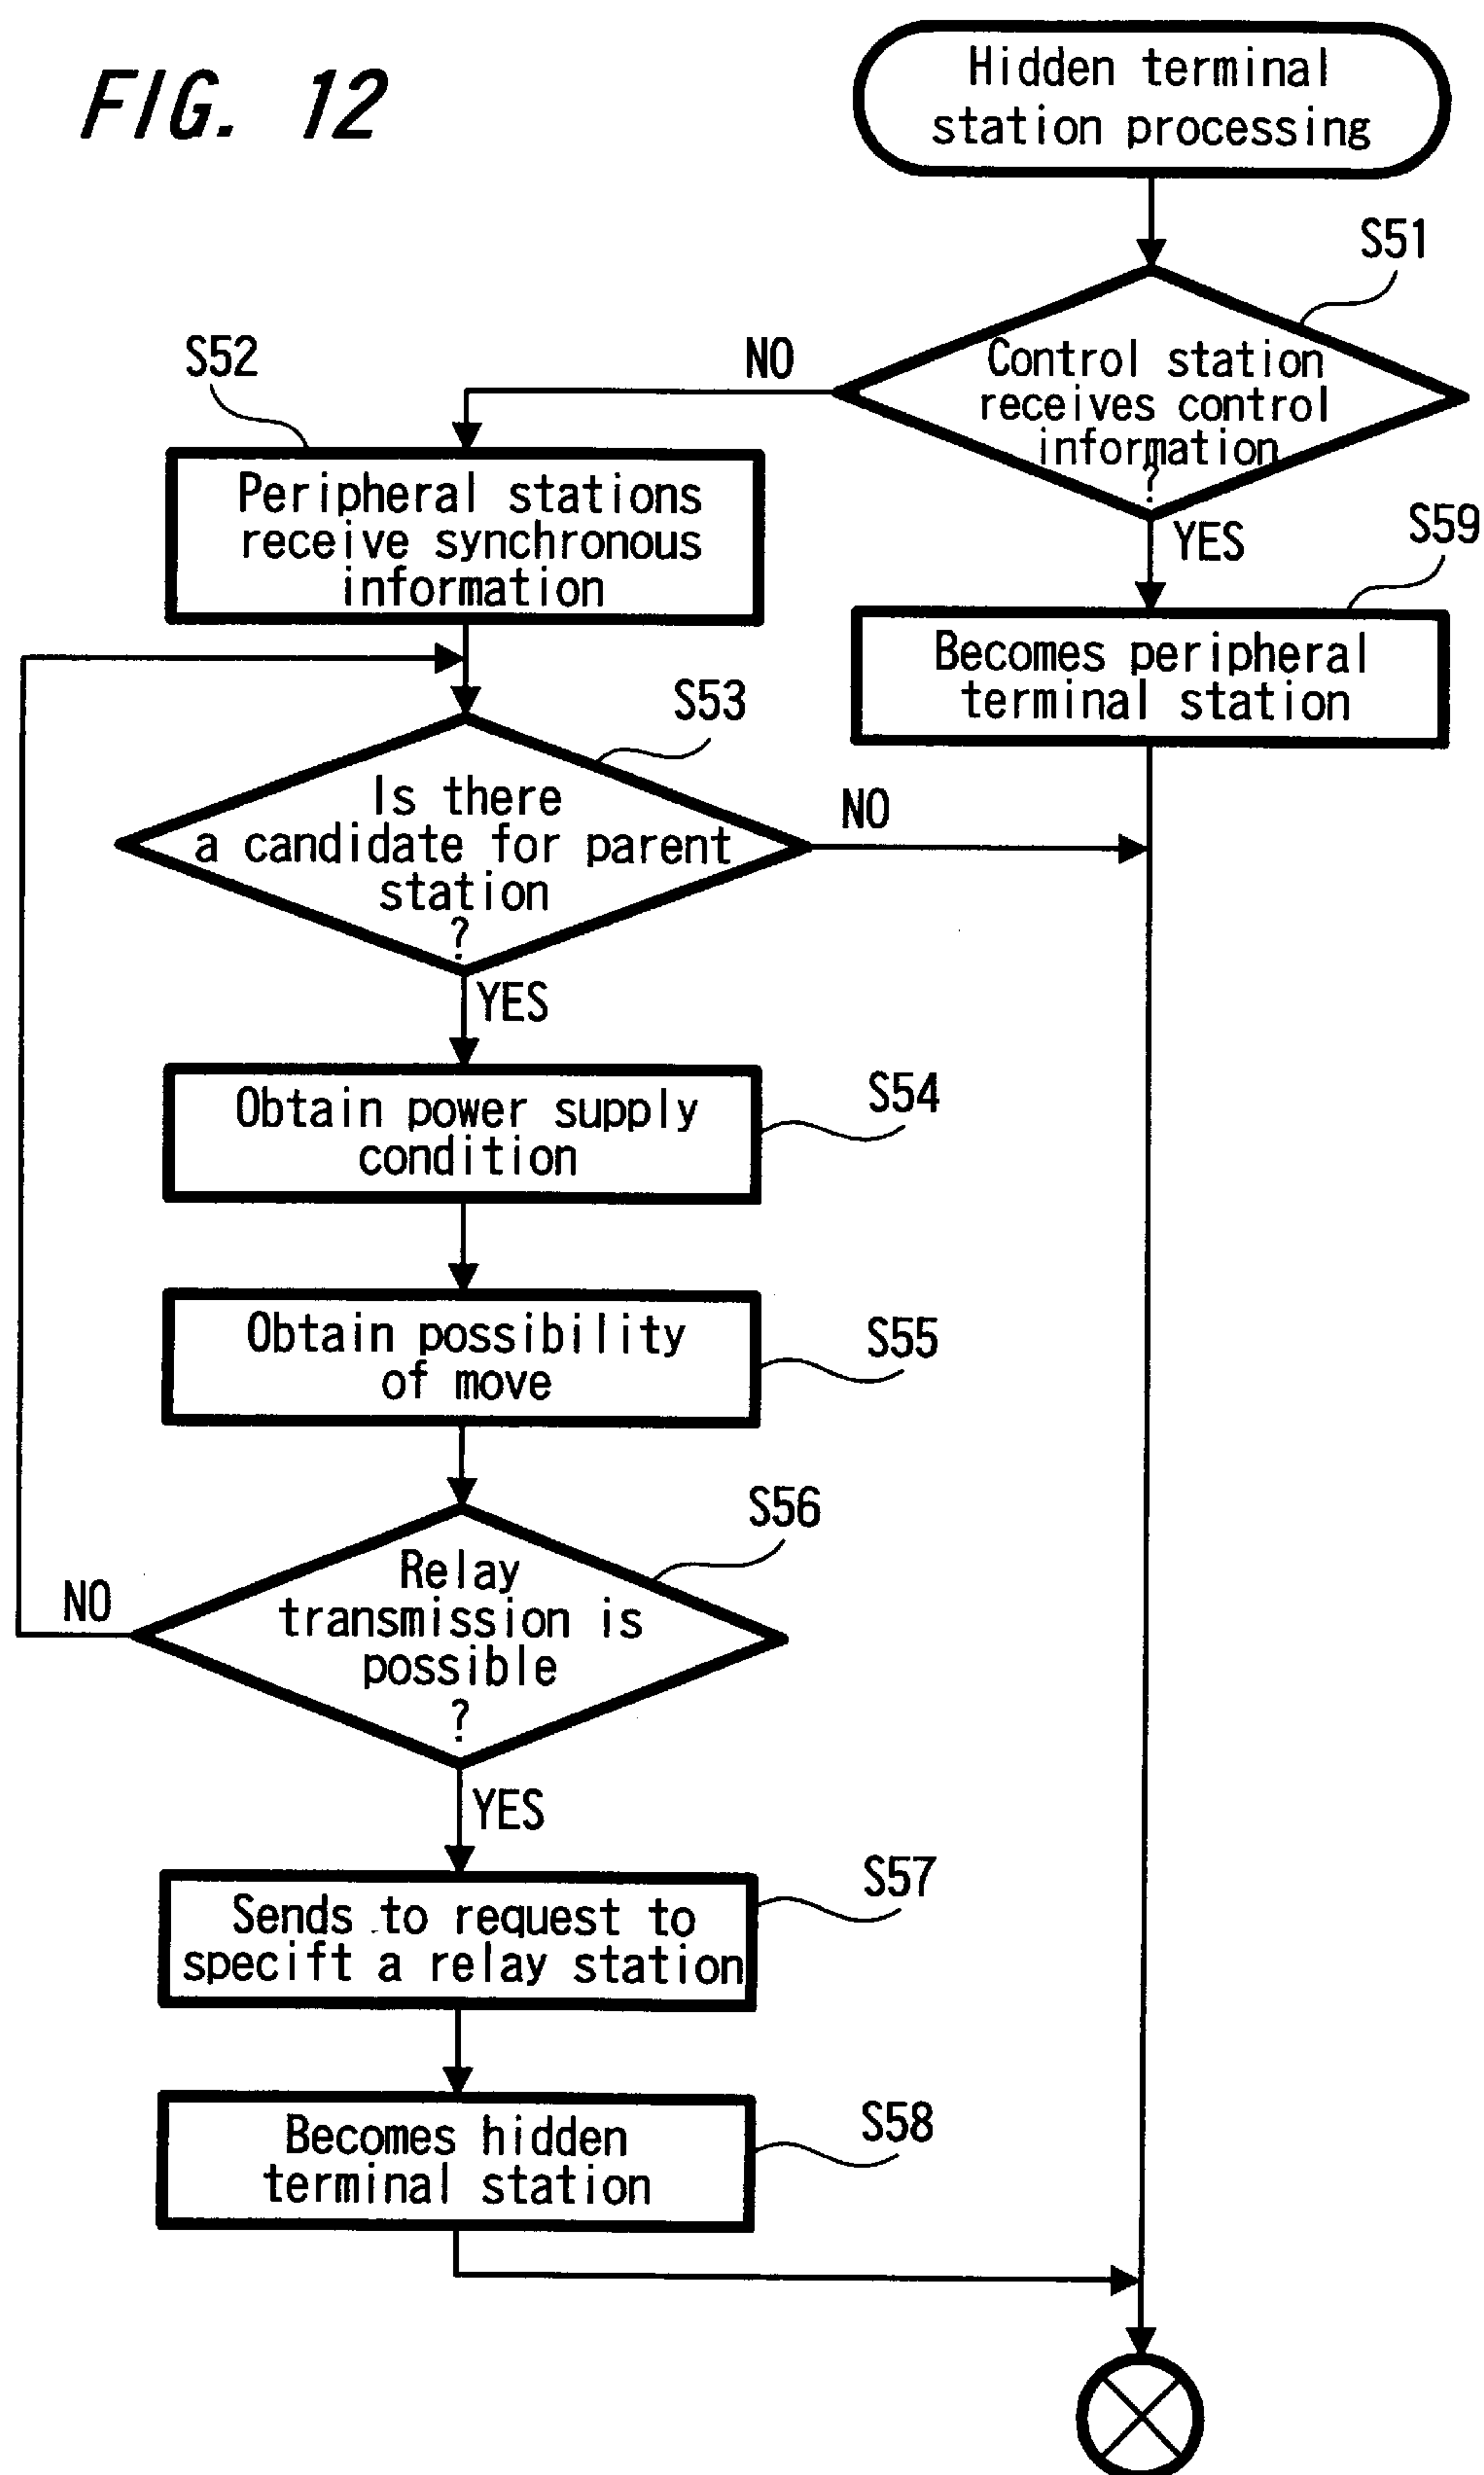 FIG. 12
Hidden terminal
station processing
S51
Control station
receives control
information
?
NO
YES
S52
Peripheral stations
receive synchronous
information
S59
Becomes peripheral
terminal station
S53
Is there
a candidate for parent
station
?
NO
YES
S54
Obtain power supply
condition
S55
Obtain possibility
of move
S56
Relay
transmission is
possible
?
NO
YES
S57
Sends to request to
specift a relay station
S58
Becomes hidden
terminal station